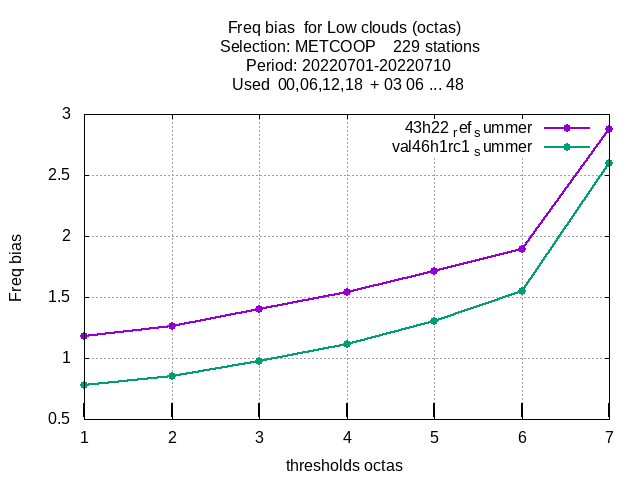 Freq bias  for Low clouds (octas)
Selection: METCOOP    229 stations
Period: 20220701-20220710
Used  00,06,12,18  + 03 06 ... 48
43h22 ref summer
val46h1rc1 summer
3
2.5
2
1.5
1
0.5
Freq bias
1 2 3 4 5 6 7
thresholds octas